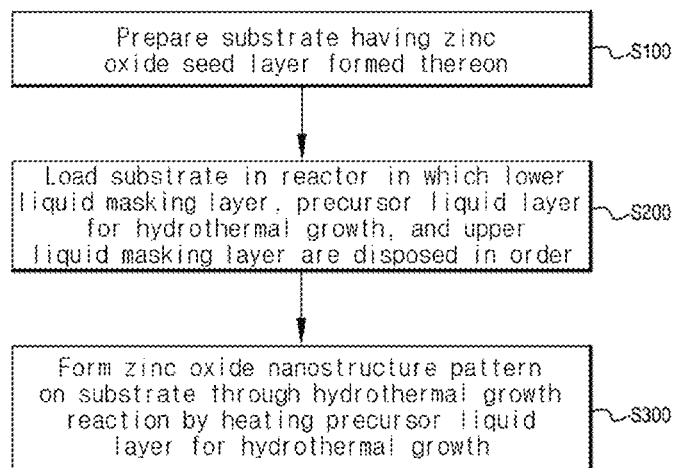 Prepare substrate having zinc
oxide seed layer formed thereon
S100
Load substrate in reactor in which lower
liquid masking layer, precursor liquid layer
for hydrothermal growth, and upper
liquid masking layer are disposed in order
S200
Form zinc oxide nanostructure pattern
on substrate through hydrothermal growth
reaction by heating precursor liquid
layer for hydrothermal growth
S300